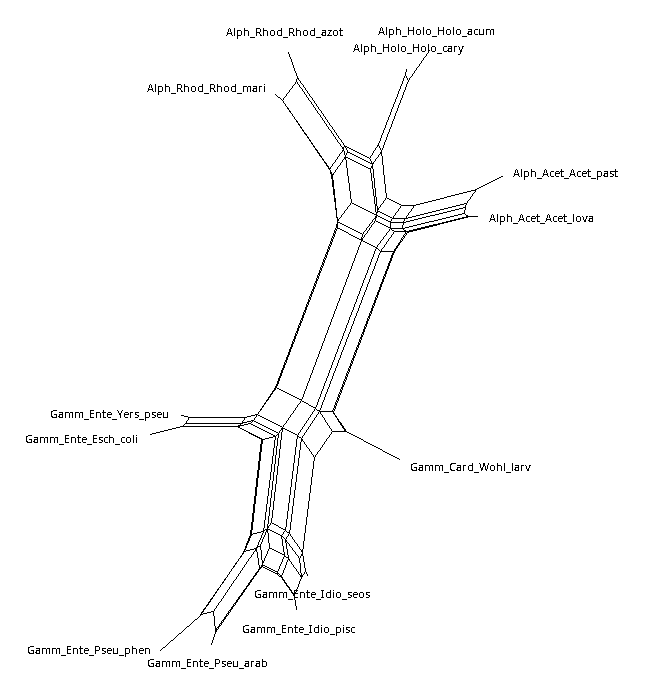 Alph_Rhod_Rhod_azot
Alph_Holo_Holo_acum
Alph_Holo_Holo_cary
Alph_Rhod_Rhod_mari
Alph_Acet_Acet_past
Alph_Acet_Acet_lova
Gamm_Ente_Yers_pseu
Gamm_Ente_Esch_coli
Gamm_Card_Wohl_larv
Gamm_Ente_Idio_seos
Gamm_Ente_Idio_pisc
Gamm_Ente_Pseu_phen
Gamm_Ente_Pseu_arab